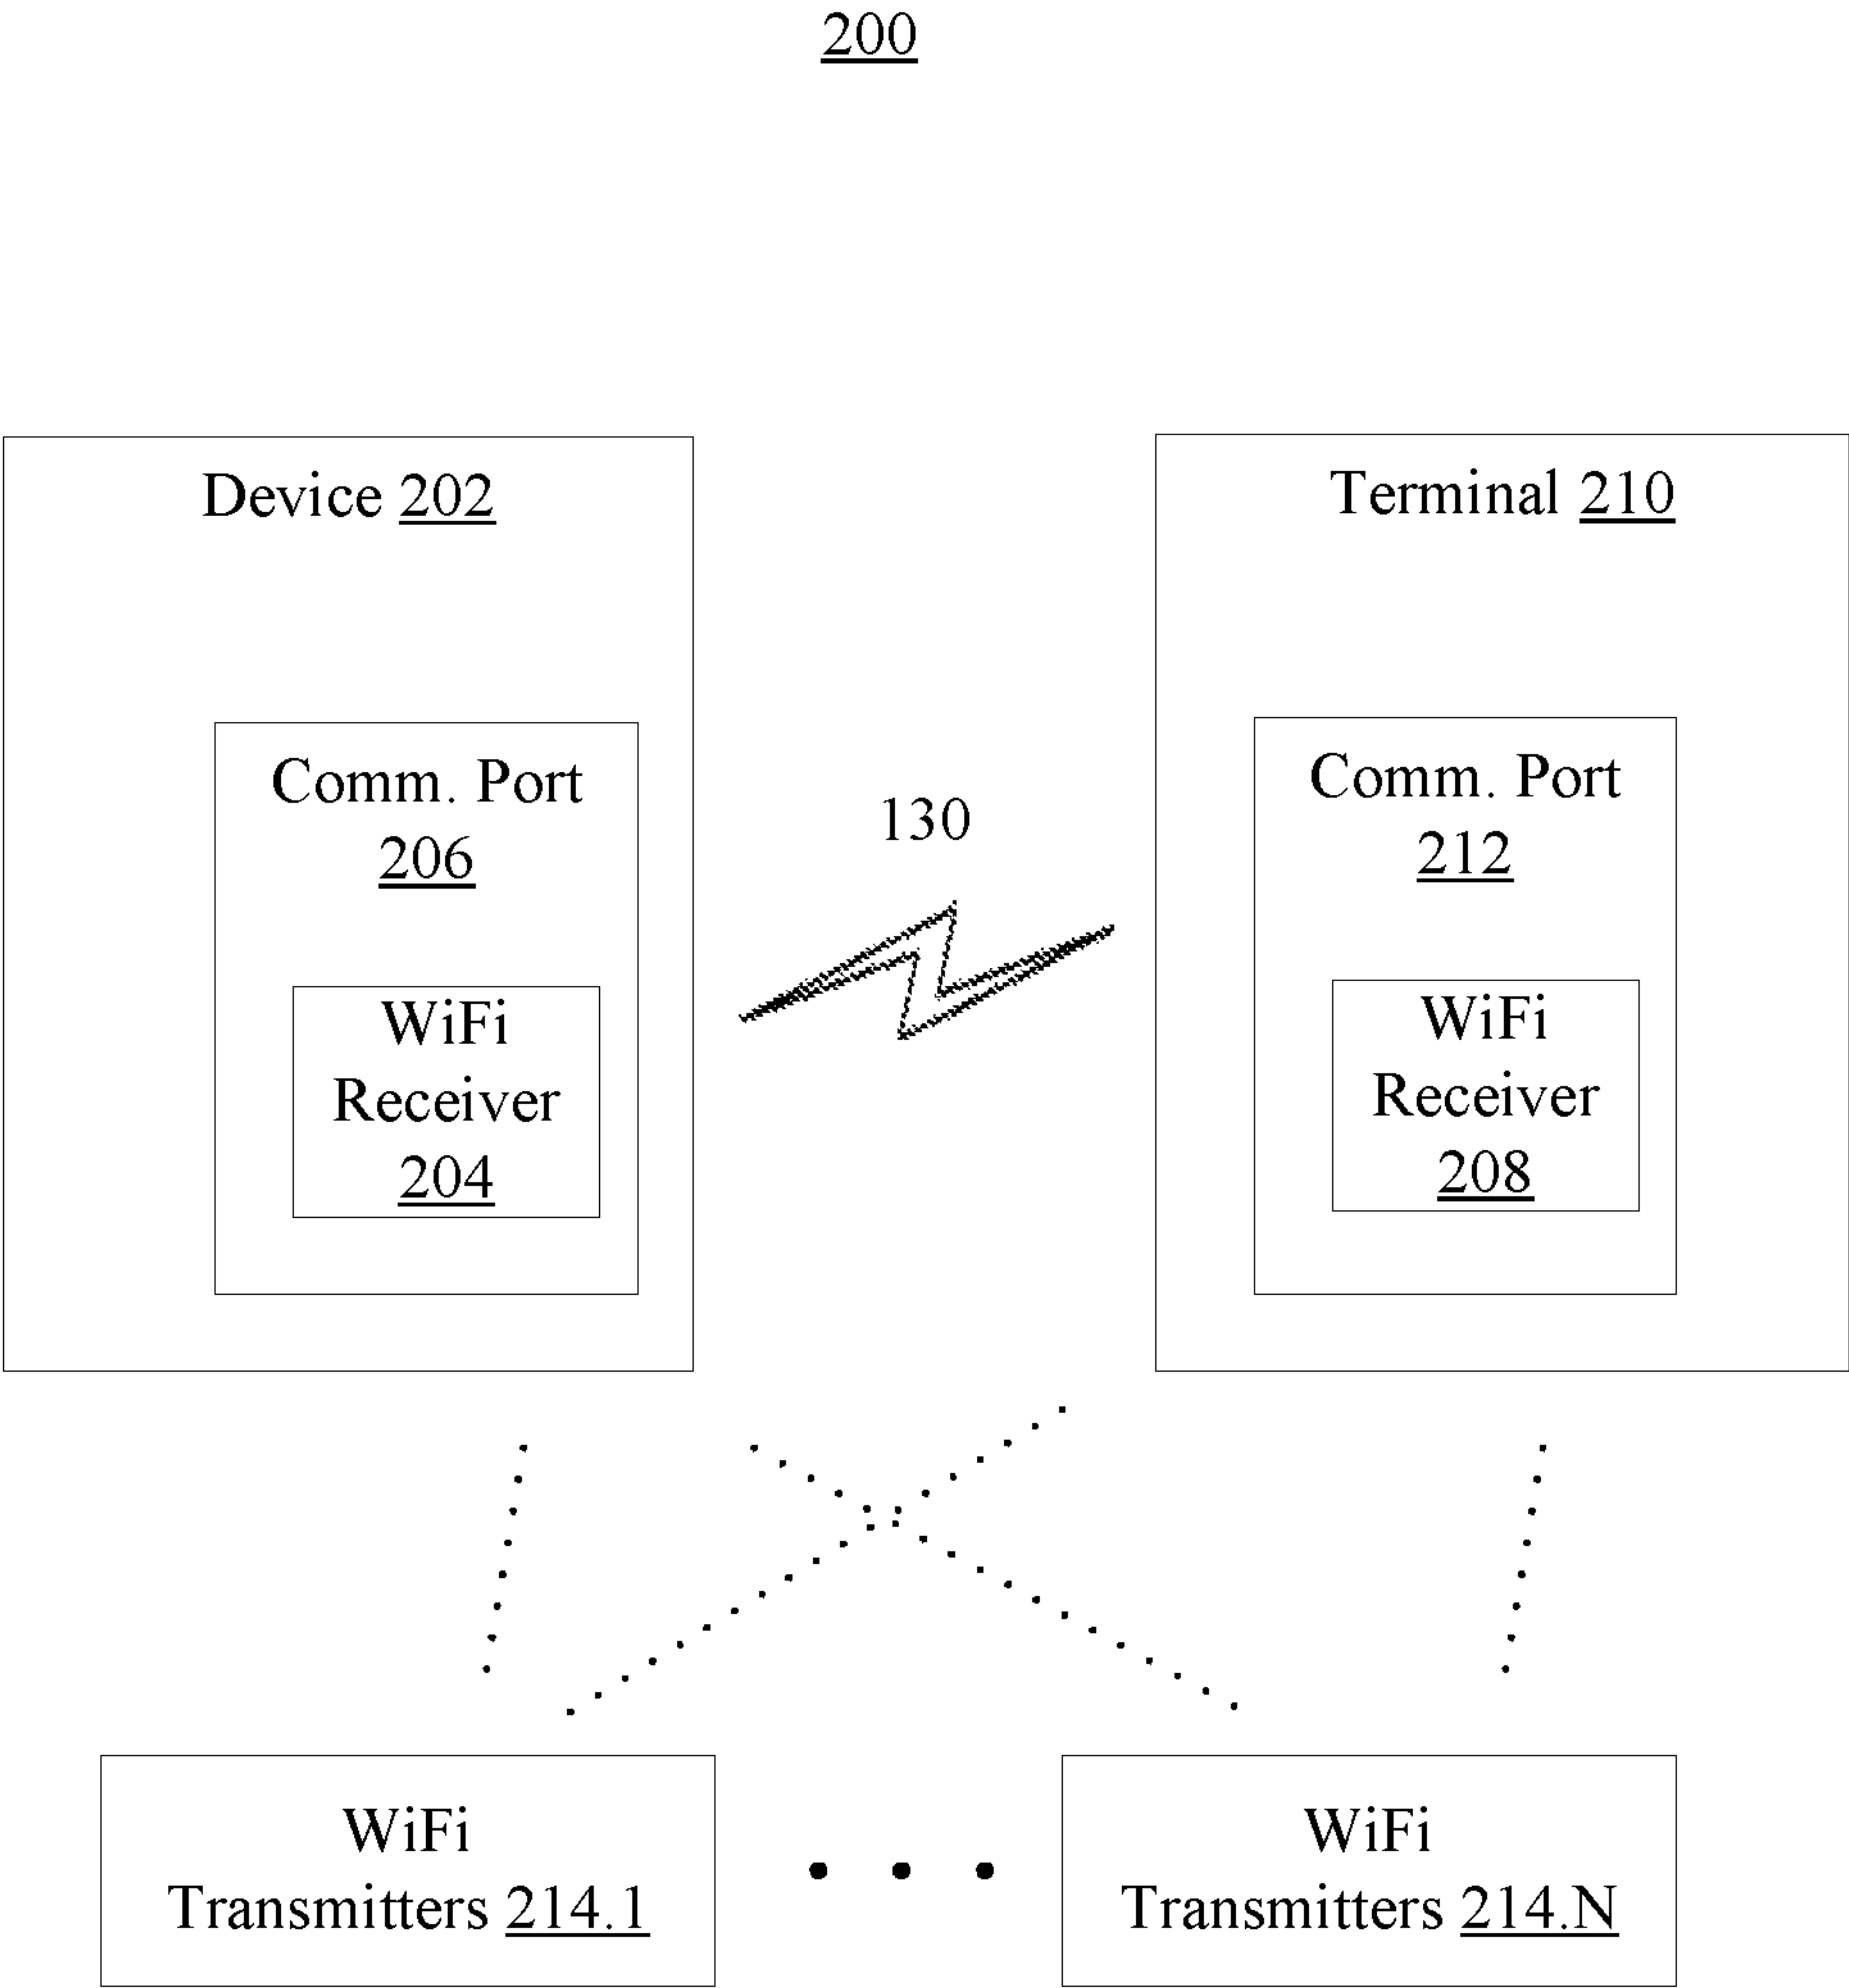 200
Device 202
Terminal 210
Comm. Port
206
Comm. Port
212
130
WiFi
Receiver
204
WiFi
Receiver
208
WiFi
Transmitters 214.1
WiFi
Transmitters 214.N